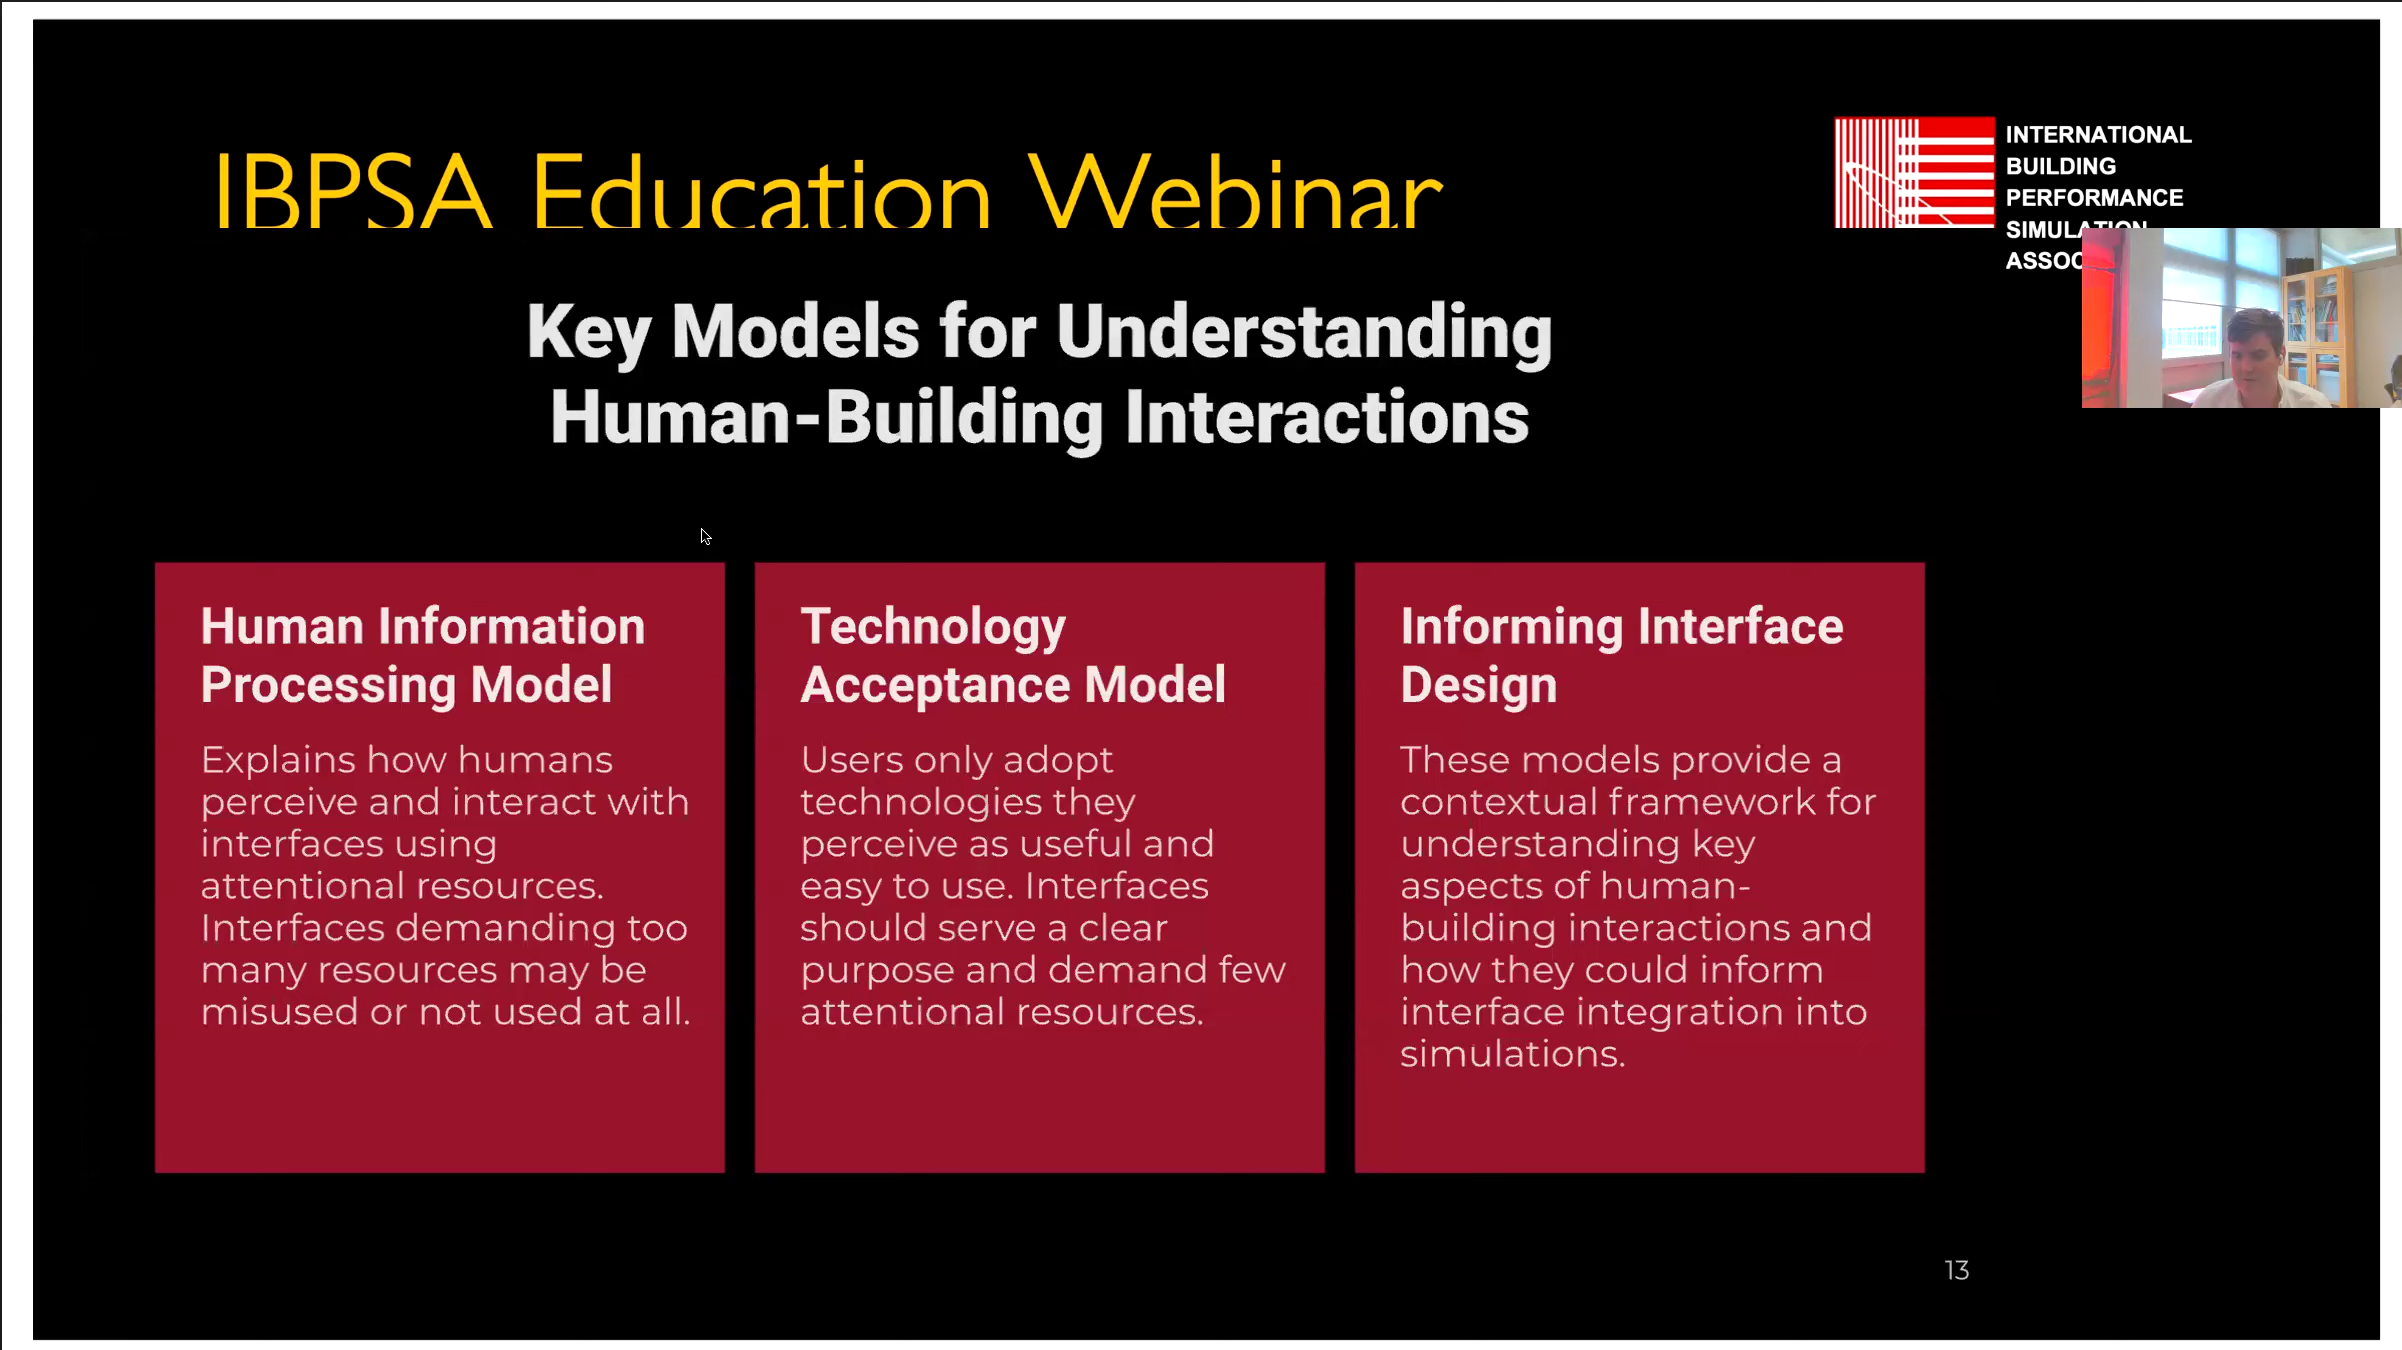 IBPSA Education Webinar
INTERNATIONAL
BUILDING
PERFORMANCE
SIMULATION
ASSOC
Key Models for Understanding
Human-Building Interactions
Human Information
Processing Model
Explains how humans
perceive and interact with
interfaces using
attentional resources.
Interfaces demanding too
many resources may be
misused or not used at all.
Technology
Acceptance Model
Users only adopt
technologies they
perceive as useful and
easy to use. Interfaces
should serve a clear
purpose and demand few
attentional resources.
Informing Interface
Design
These models provide a
contextual framework for
understanding key
aspects of human-
building interactions and
how they could inform
interface integration into
simulations.
13